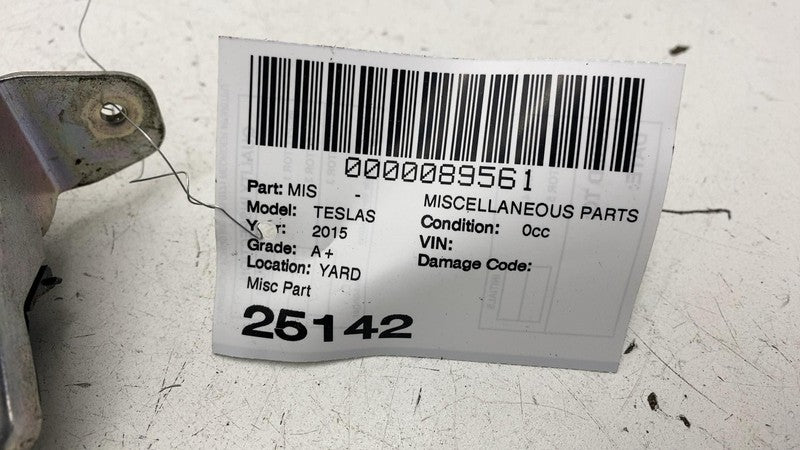 0000089561
Part: MIS - MISCELLANEOUS PARTS
Model: TESLAS Condition: 0cc
2015 VIN:
Grade: A+ Damage Code:
Location: YARD
Misc Part
25142